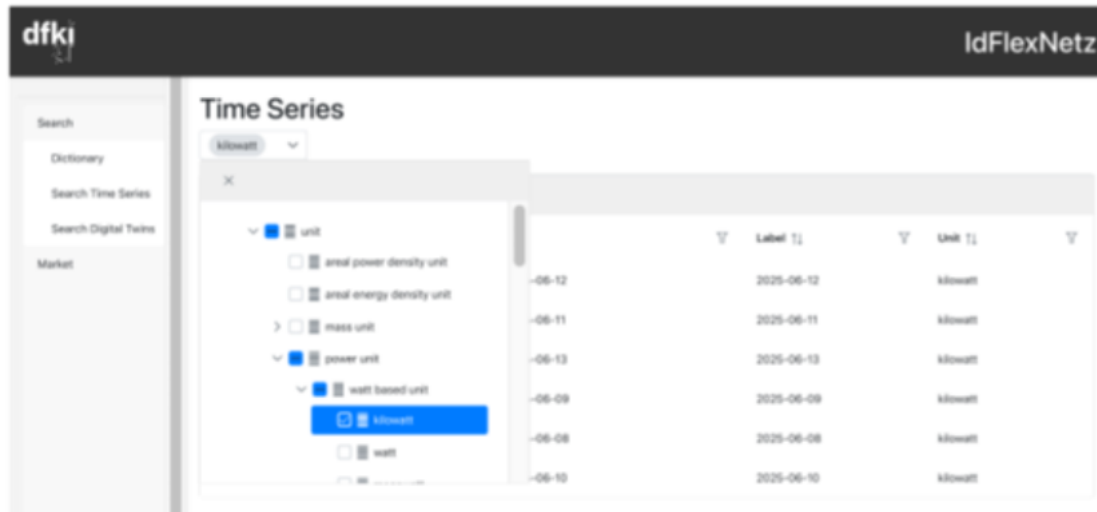 dfki
IdFlexNetz
Search
Dictionary
Search Time Series
Search Digital Twins
Market
Time Series
kilowatt
unit
areal power density unit
areal energy density unit
mass unit
power unit
watt based unit
kilowatt
watt
Label Unit
-06-12 2025-06-12 kilowatt
-06-11 2025-06-11 kilowatt
-06-13 2025-06-13 kilowatt
-06-09 2025-06-09 kilowatt
-06-08 2025-06-08 kilowatt
-06-10 2025-06-10 kilowatt